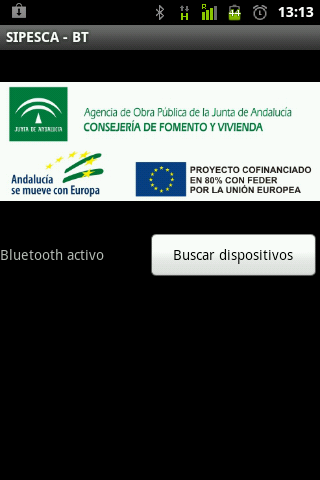 H R 44 13:13
SIPESCA - BT
JUNTA DE ANDALUCIA
Agencia de Obra Pública de la Junta de Andalucía
CONSEJERÍA DE FOMENTO Y VIVIENDA
Andalucía
se mueve con Europa
PROYECTO COFINANCIADO
EN 80% CON FEDER
POR LA UNIÓN EUROPEA
Bluetooth activo
Buscar dispositivos